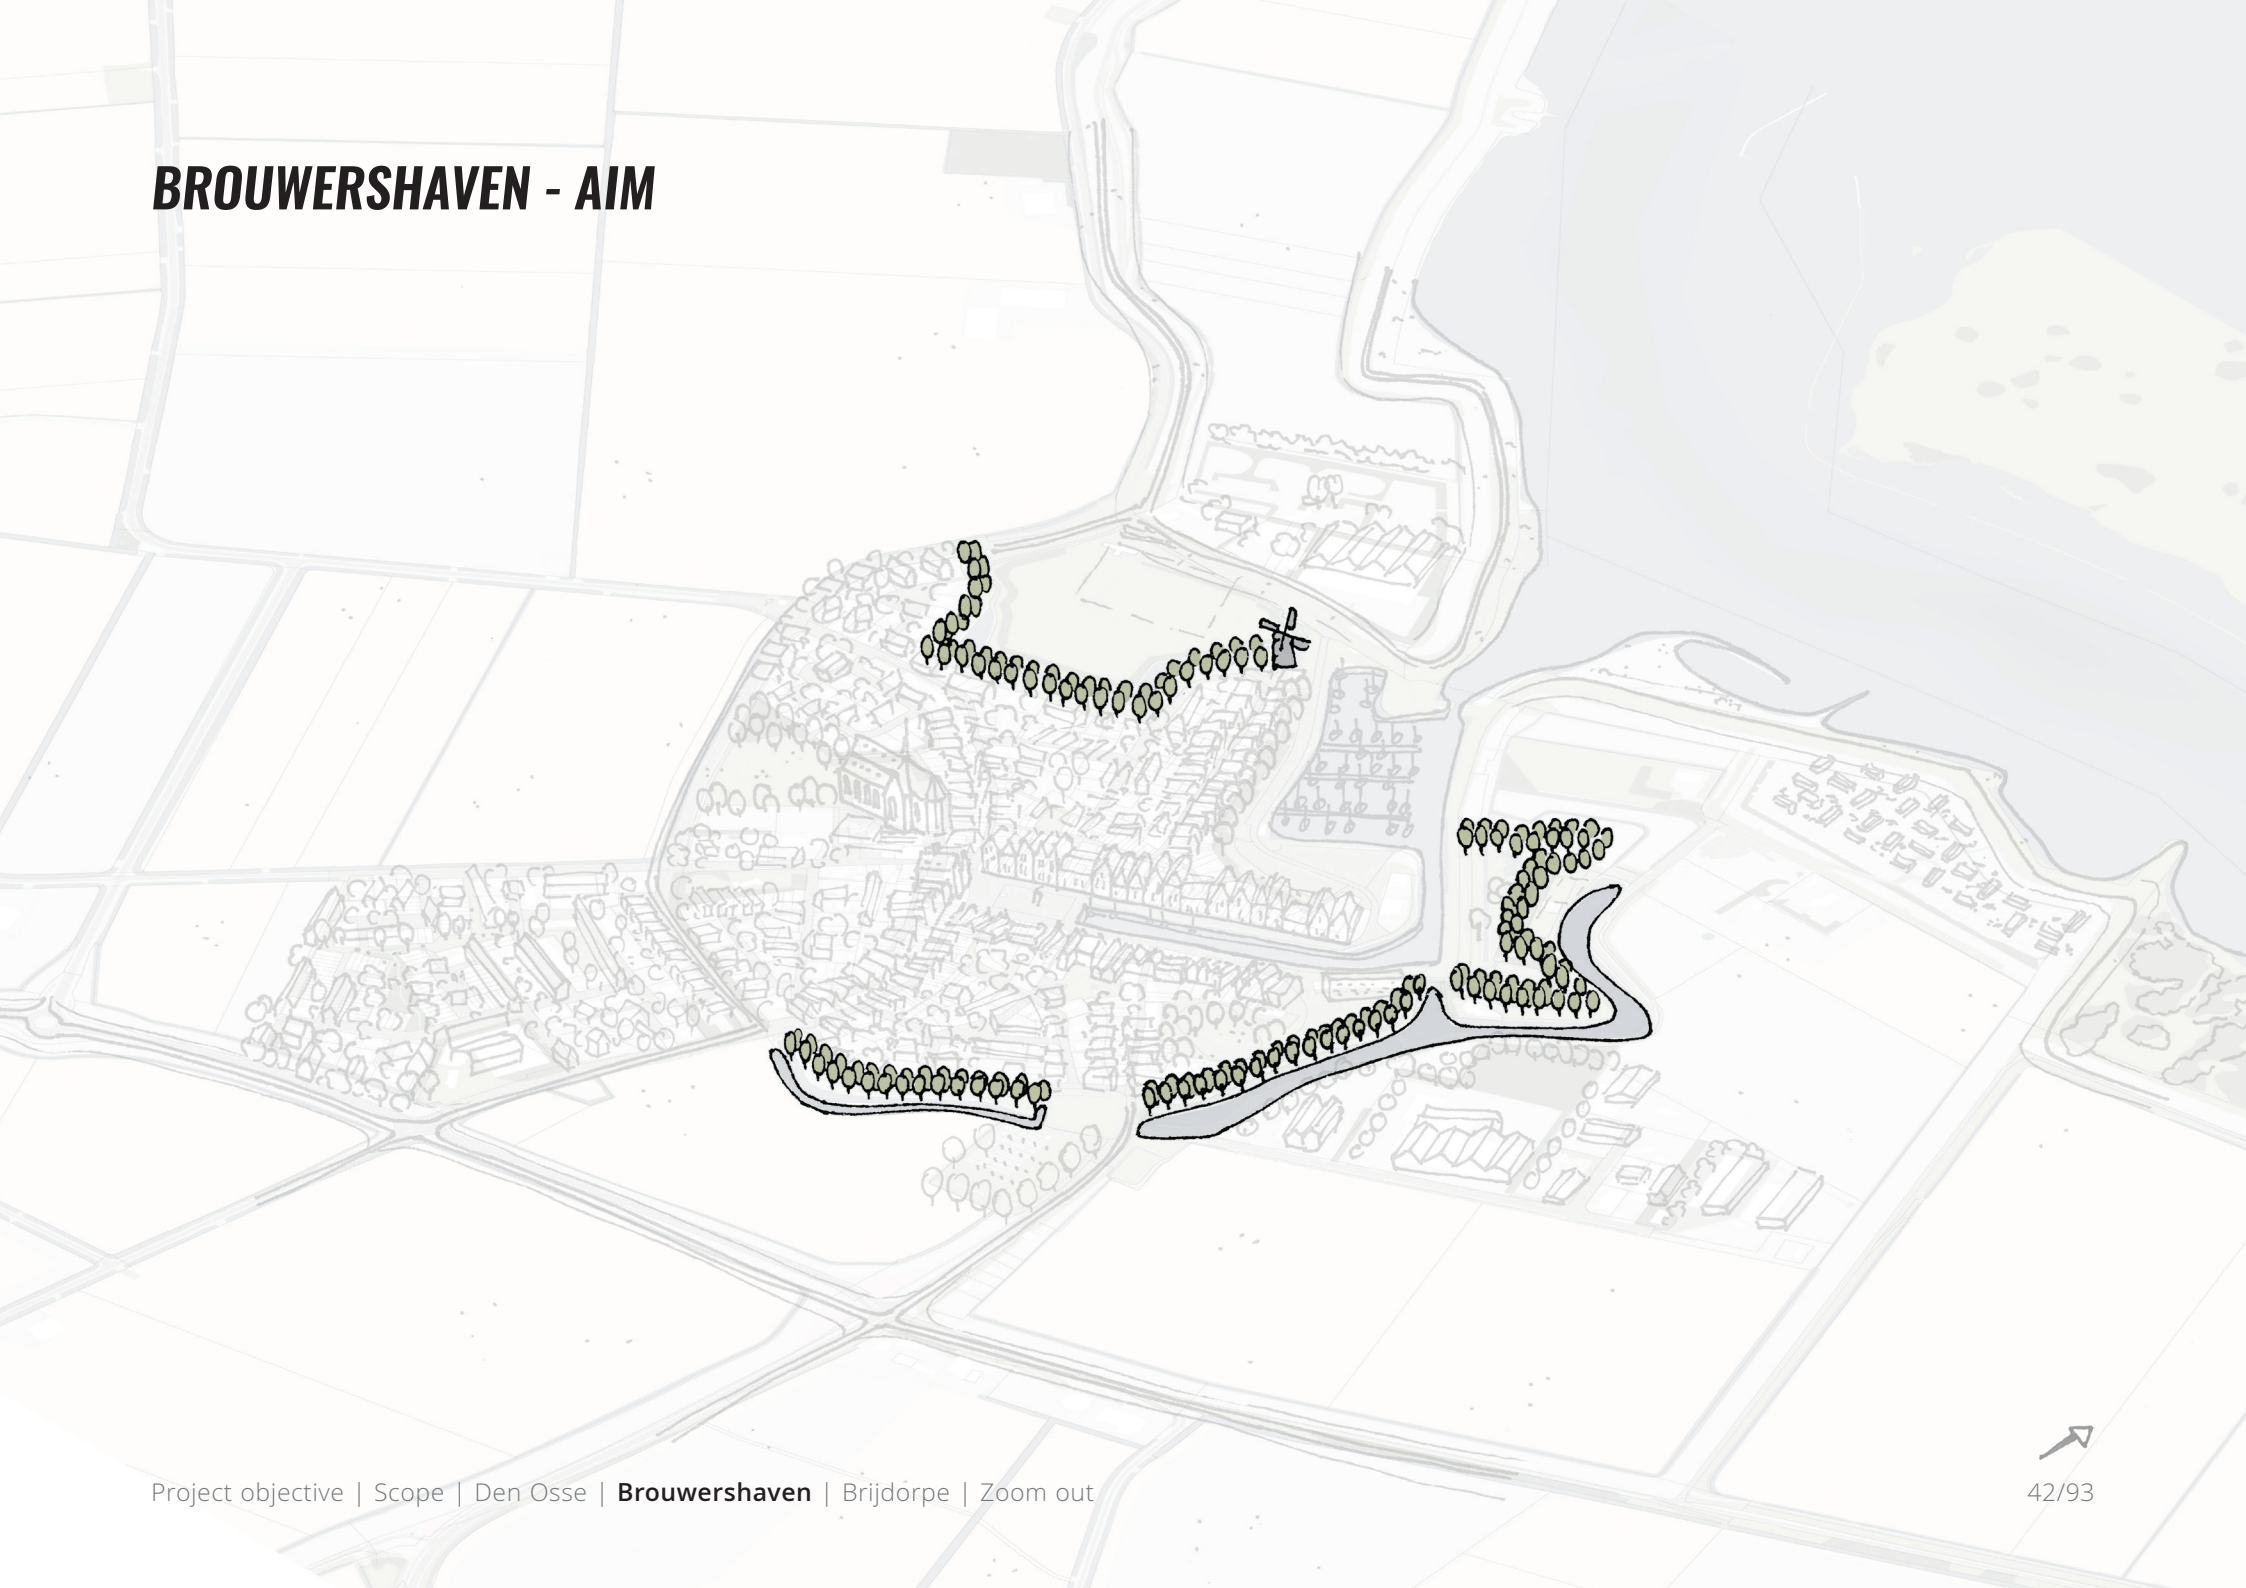 BROUWERSHAVEN - AIM
Project objective | Scope | Den Osse | Brouwershaven | Brijdorpe | Zoom out
42/93